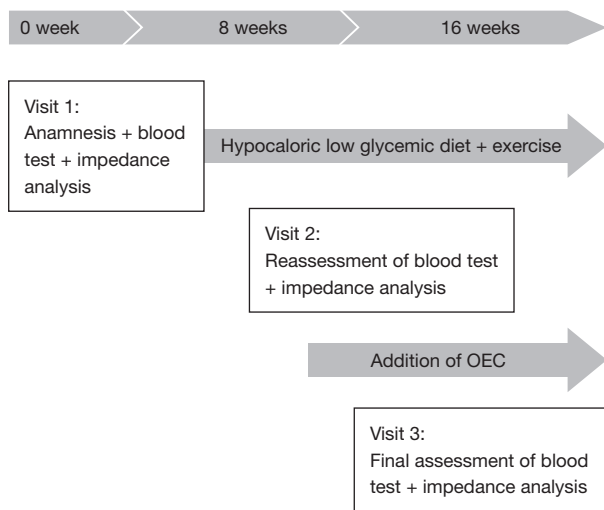 0 week 8 weeks 16 weeks
Visit 1:
Anamnesis + blood
test + impedance
analysis
Hypocaloric low glycemic diet + exercise
Visit 2:
Reassessment of blood test
+ impedance analysis
Addition of OEC
Visit 3:
Final assessment of blood
test + impedance analysis